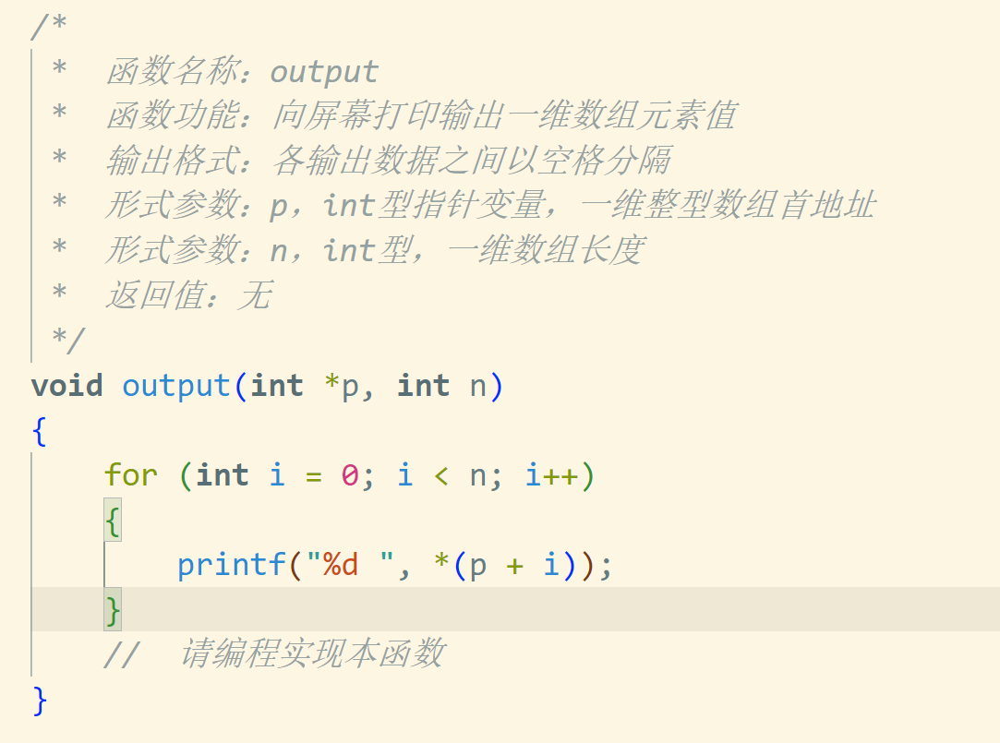 /*
 *  函数名称：output
 *  函数功能：向屏幕打印输出一维数组元素值
 *  输出格式：各输出数据之间以空格分隔
 *  形式参数：p，int型指针变量，一维整型数组首地址
 *  形式参数：n，int型，一维数组长度
 *  返回值：无
 */
void output(int *p, int n)
{
    for (int i = 0; i < n; i++)
    {
        printf("%d ", *(p + i));
    }
    //  请编程实现本函数
}